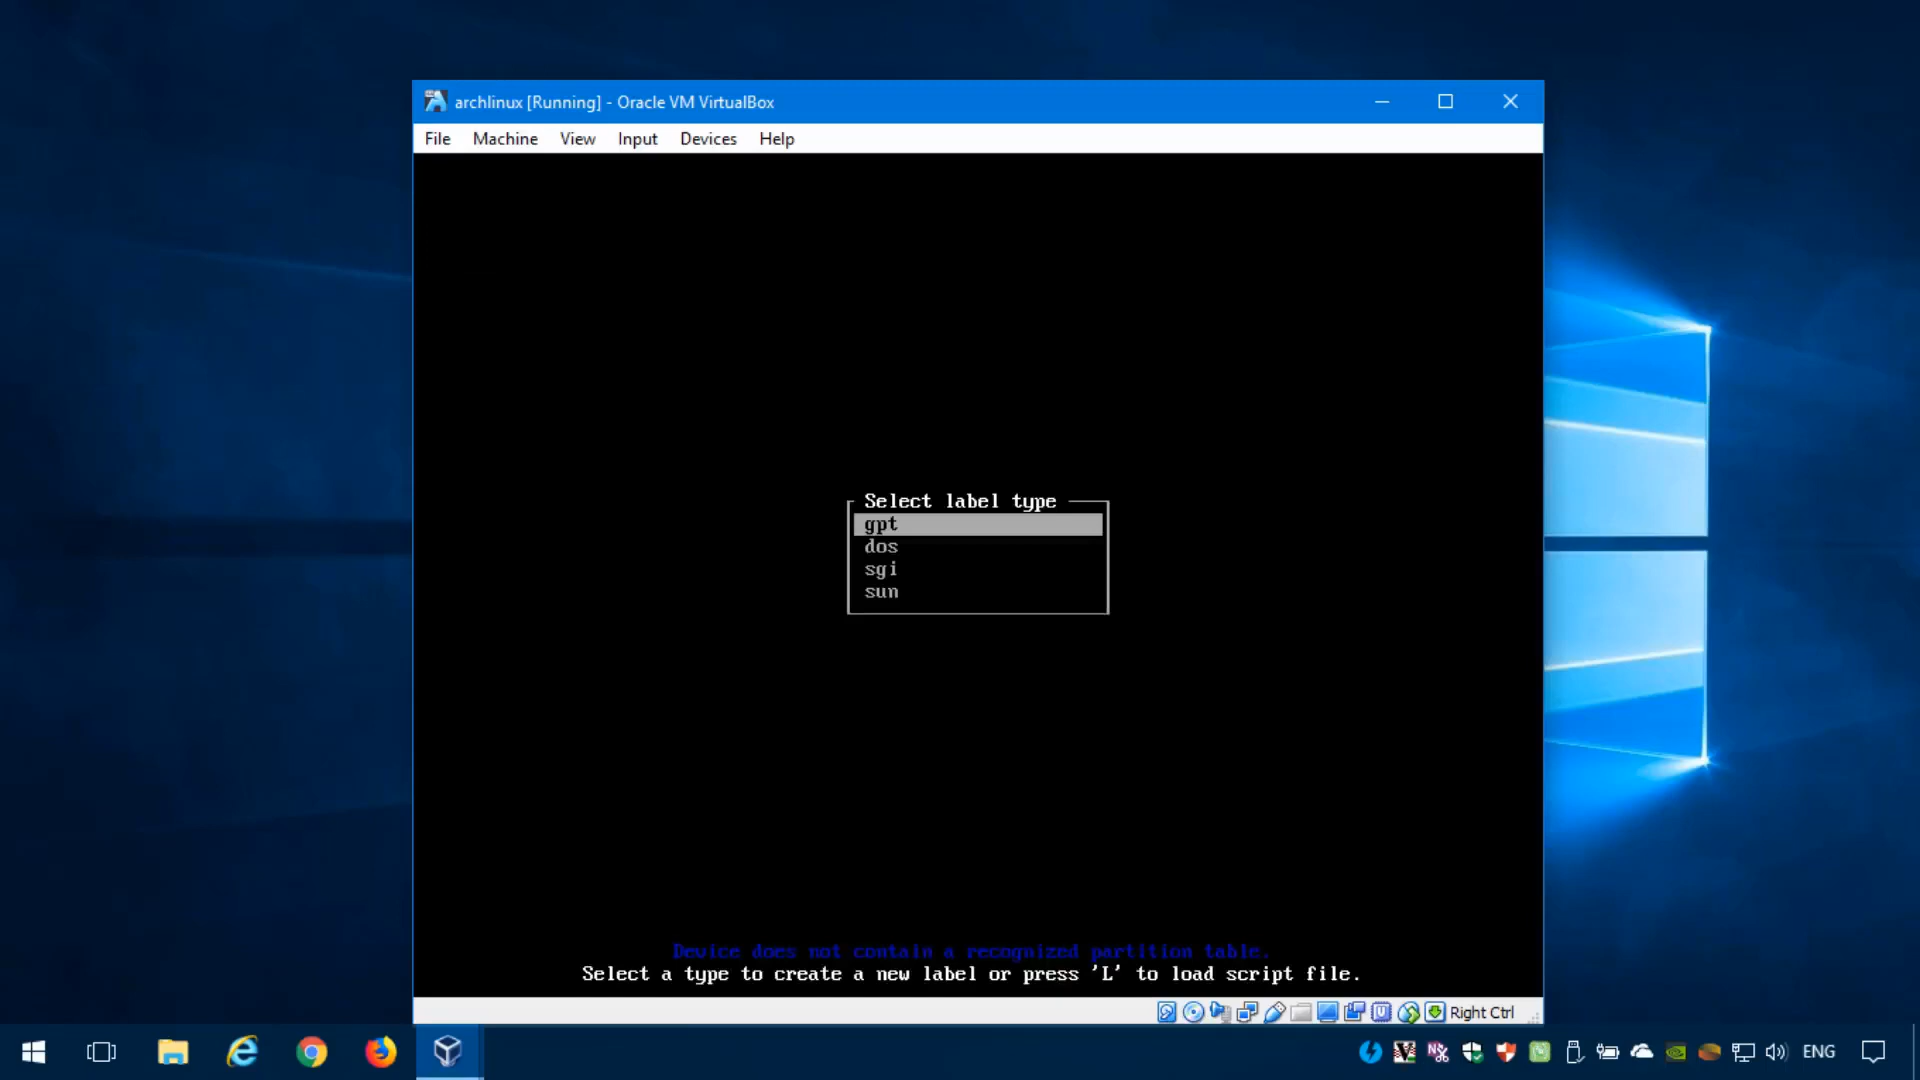 archlinux [Running] - Oracle VM VirtualBox
File Machine View Input Devices Help
Select label type
gpt
dos
sgi
sun
Device does not contain a recognized partition table.
Select a type to create a new label or press 'L' to load script file.
Right Ctrl
ENG